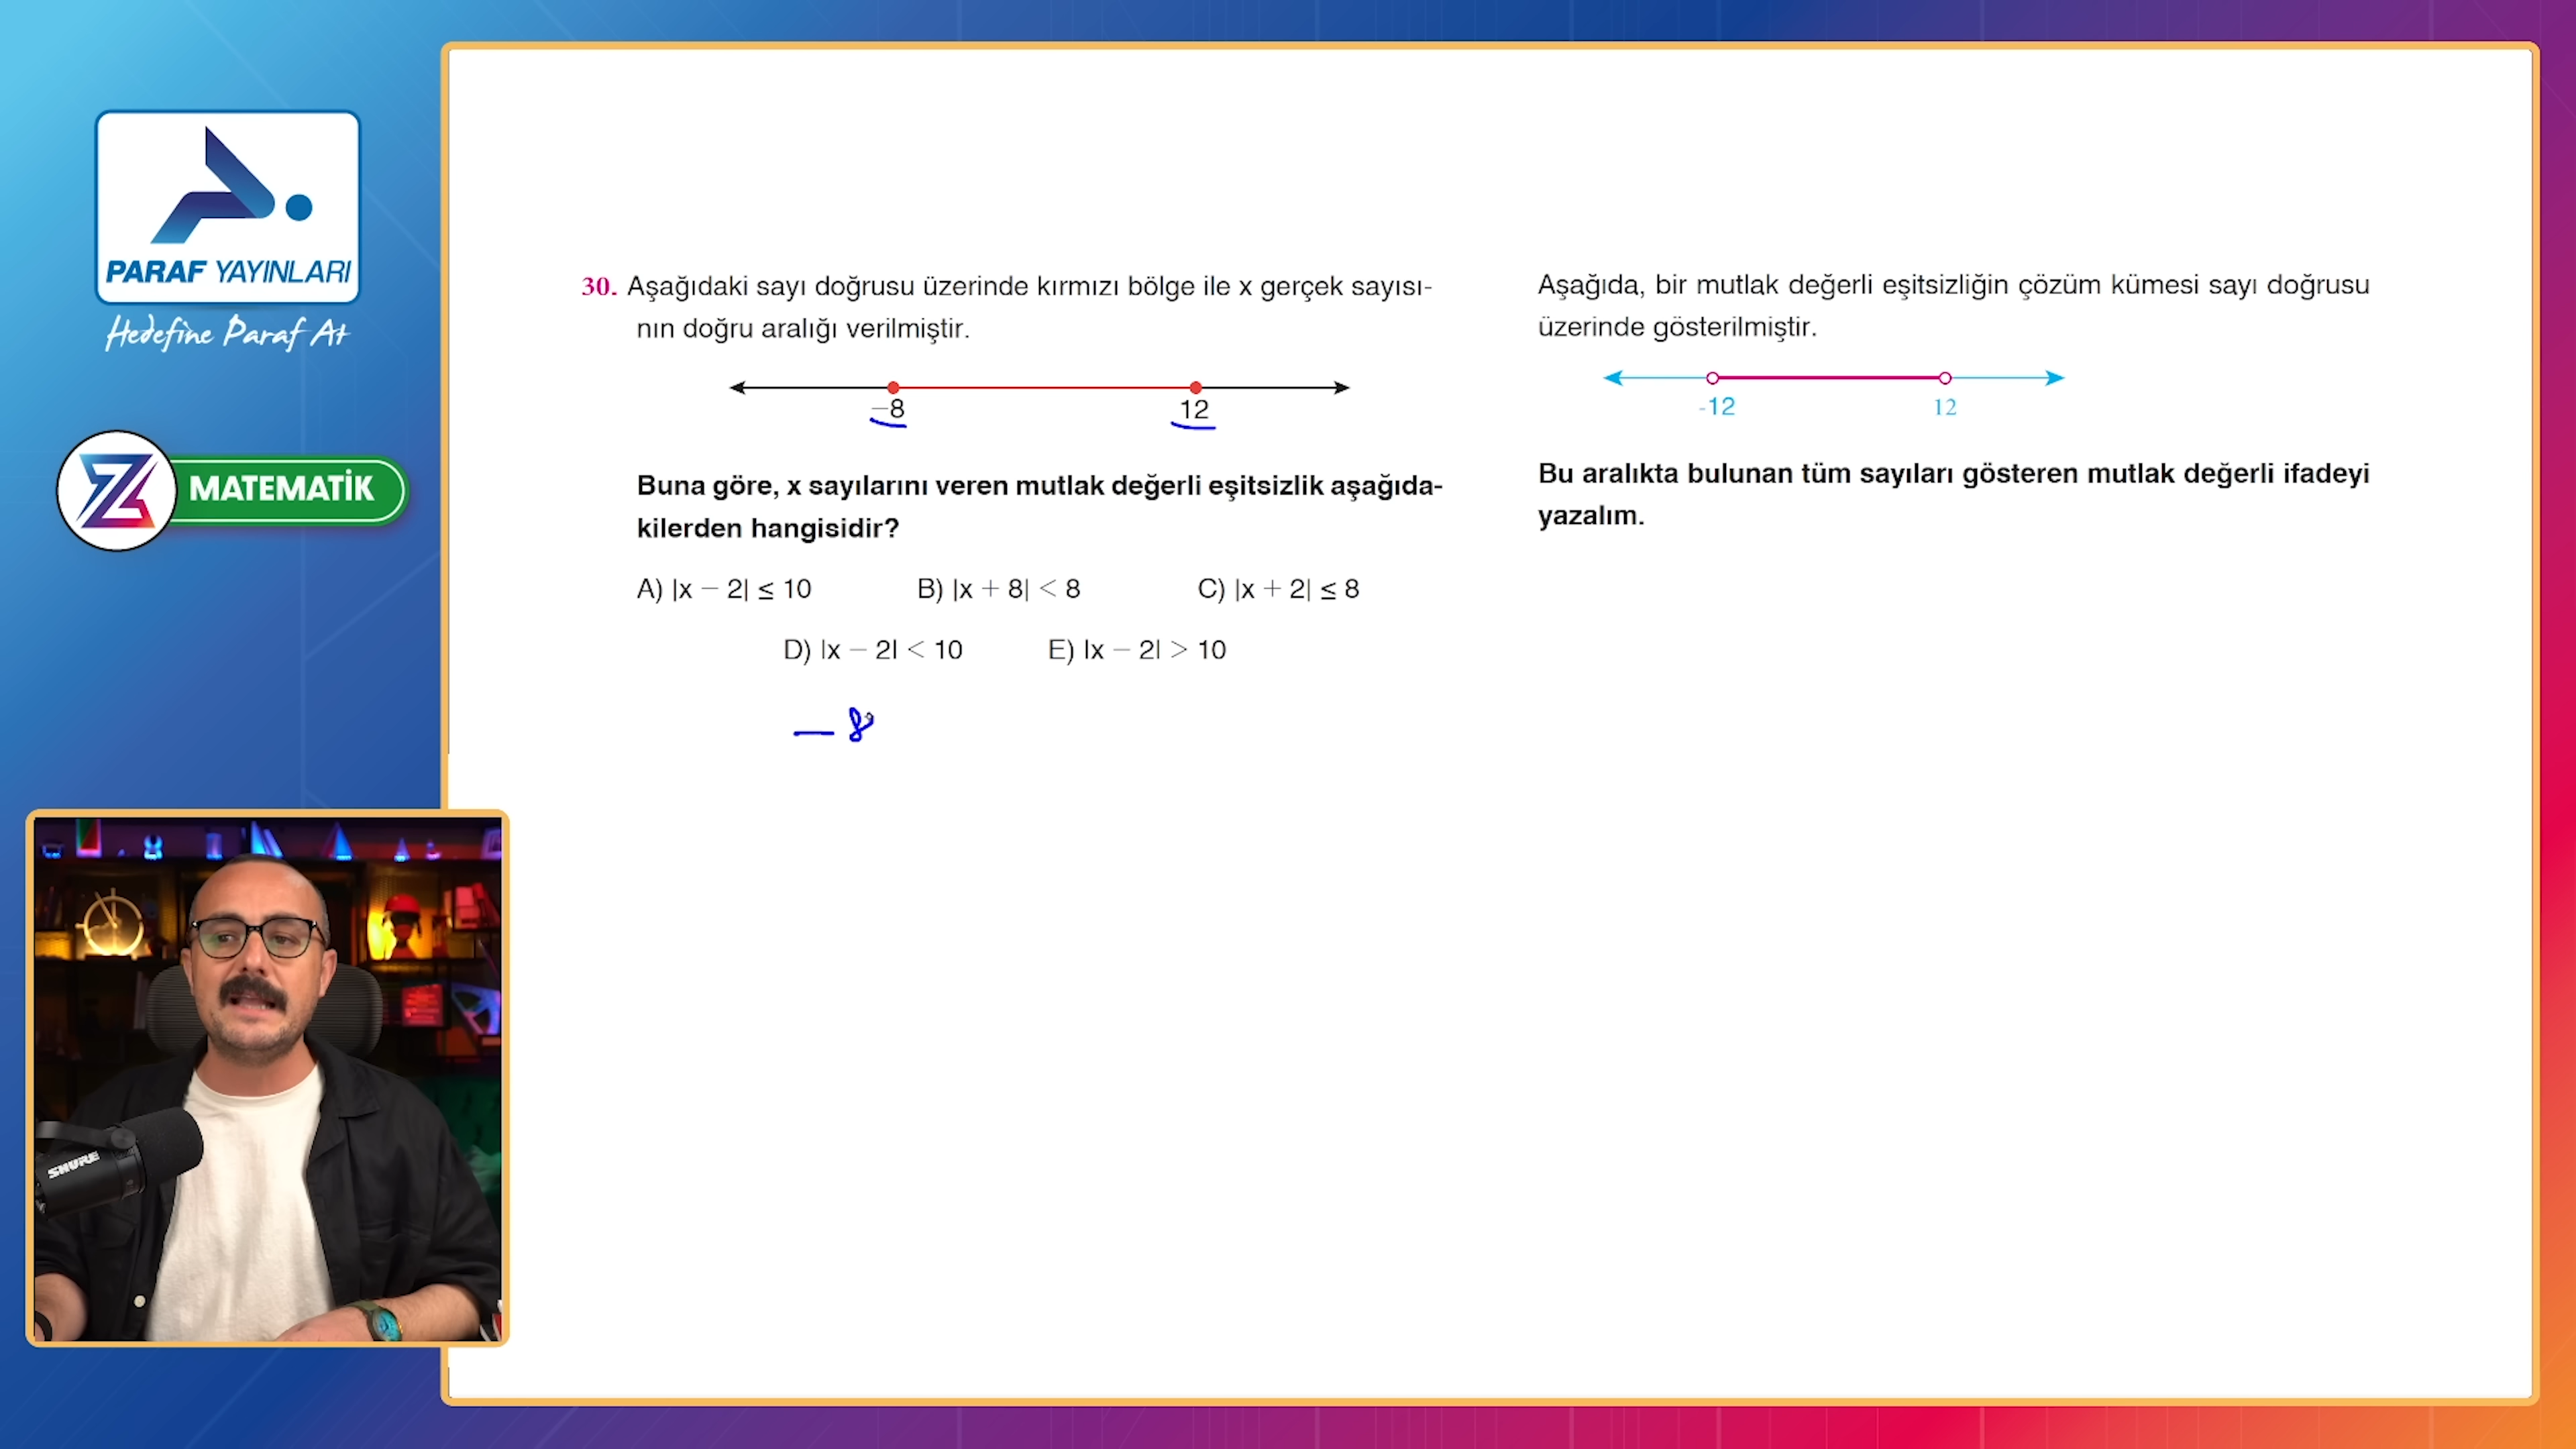 PARAF YAYINLARI
Hedefine Paraf At
MATEMATİK
30. Aşağıdaki sayı doğrusu üzerinde kırmızı bölge ile x gerçek sayısı-
nın doğru aralığı verilmiştir.
−8 12
Buna göre, x sayılarını veren mutlak değerli eşitsizlik aşağıda-
kilerden hangisidir?
A) |x − 2| ≤ 10 B) |x + 8| < 8 C) |x + 2| ≤ 8
D) |x − 2| < 10 E) |x − 2| > 10
− 8
Aşağıda, bir mutlak değerli eşitsizliğin çözüm kümesi sayı doğrusu
üzerinde gösterilmiştir.
-12 12
Bu aralıkta bulunan tüm sayıları gösteren mutlak değerli ifadeyi
yazalım.
SHURE